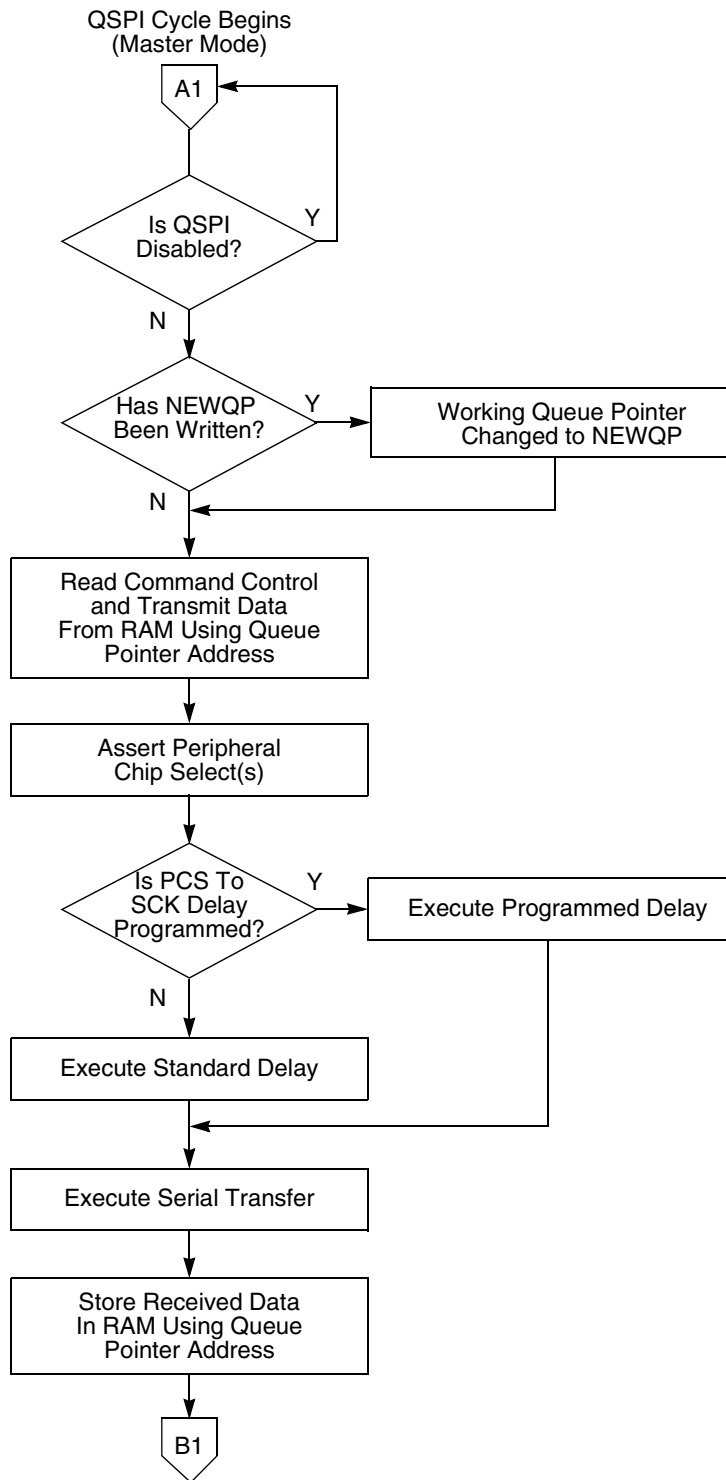 QSPI Cycle Begins
(Master Mode)
A1
Is QSPI
Disabled?
Y
N
Has NEWQP
Been Written?
Y
Working Queue Pointer
Changed to NEWQP
N
Read Command Control
and Transmit Data
From RAM Using Queue
Pointer Address
Assert Peripheral
Chip Select(s)
Is PCS To
SCK Delay
Programmed?
Y
Execute Programmed Delay
N
Execute Standard Delay
Execute Serial Transfer
Store Received Data
In RAM Using Queue
Pointer Address
B1